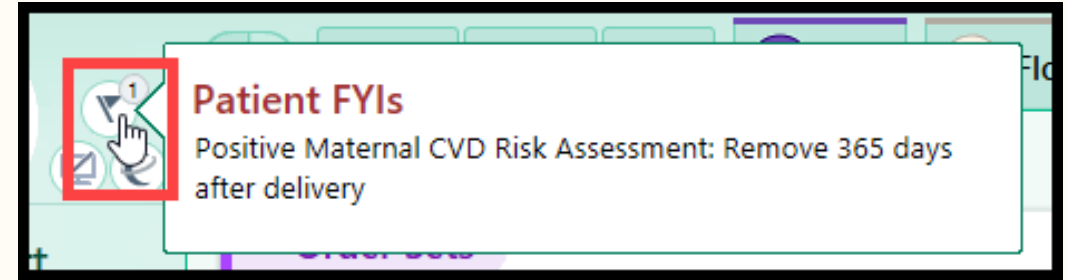 1
Patient FYIs
Positive Maternal CVD Risk Assessment: Remove 365 days
after delivery